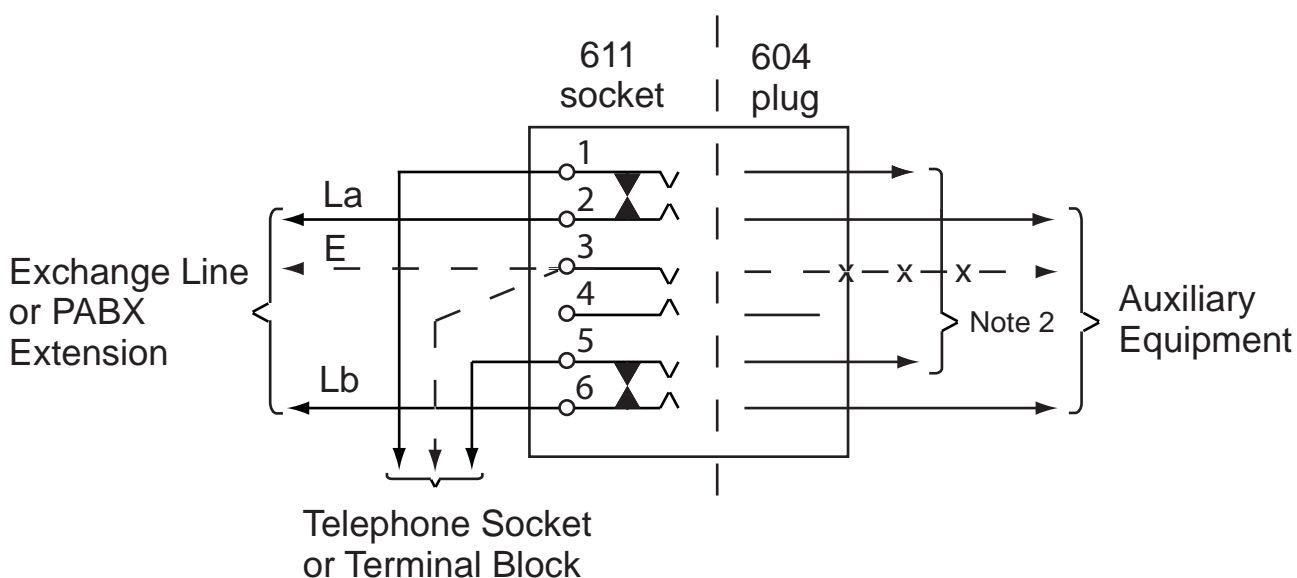 611
socket
604
plug
1
La
2
E
3
4
5
Lb
6
x x x
Exchange Line
or PABX
Extension
Note 2
Auxiliary
Equipment
Telephone Socket
or Terminal Block